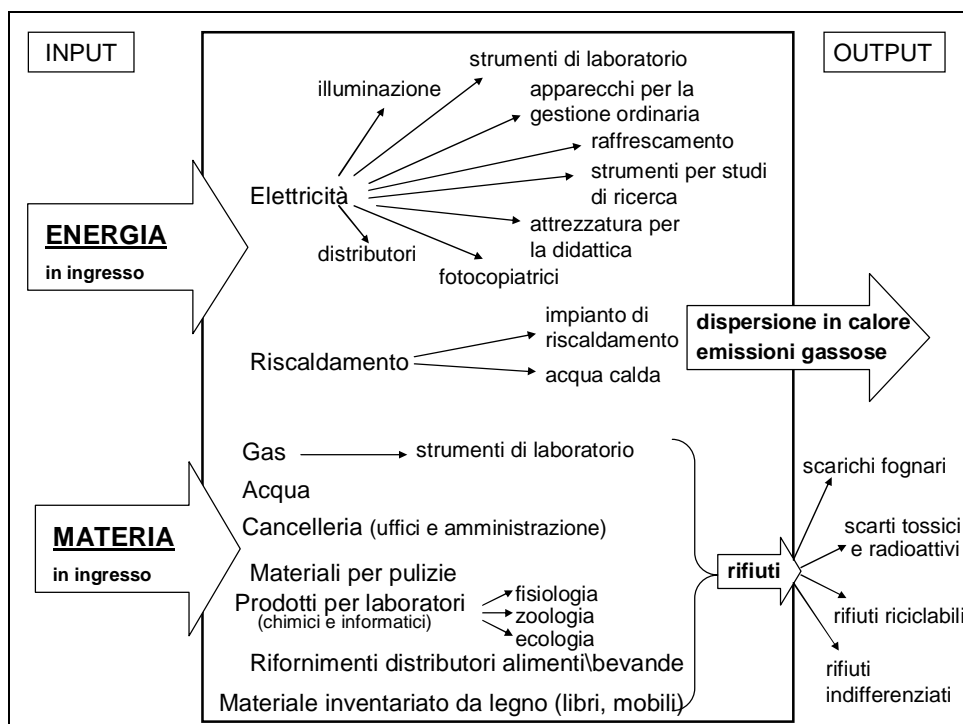 INPUT
OUTPUT
strumenti di laboratorio
illuminazione
apparecchi per la
gestione ordinaria
raffrescamento
strumenti per studi
di ricerca
Elettricità
attrezzatura per
la didattica
distributori
fotocopiatrici
ENERGIA
in ingresso
impianto di
riscaldamento
Riscaldamento
acqua calda
dispersione in calore
emissioni gassose
Gas
strumenti di laboratorio
Acqua
Cancelleria (uffici e amministrazione)
MATERIA
in ingresso
Materiali per pulizie
Prodotti per laboratori
(chimici e informatici)
fisiologia
zoologia
ecologia
Rifornimenti distributori alimenti\bevande
Materiale inventariato da legno (libri, mobili)
rifiuti
scarichi fognari
scarti tossici
e radioattivi
rifiuti riciclabili
rifiuti
indifferenziati